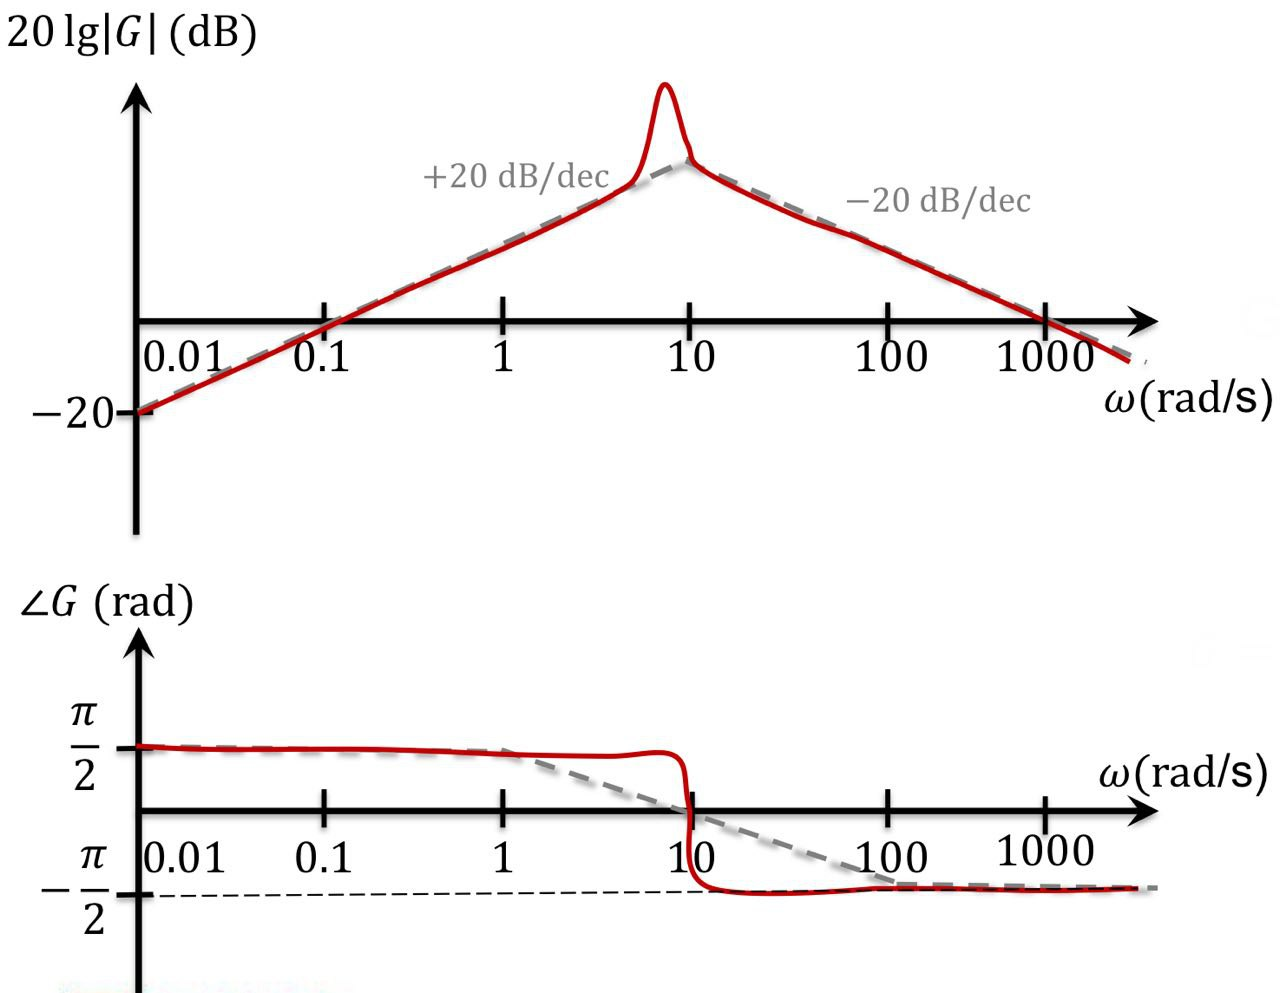 20 lg|G| (dB)
+20 dB/dec
−20 dB/dec
0.01 0.1 1 10 100 1000
ω(rad/s)
−20
∠G (rad)
π/2
ω(rad/s)
0.01 0.1 1 10 100 1000
−π/2